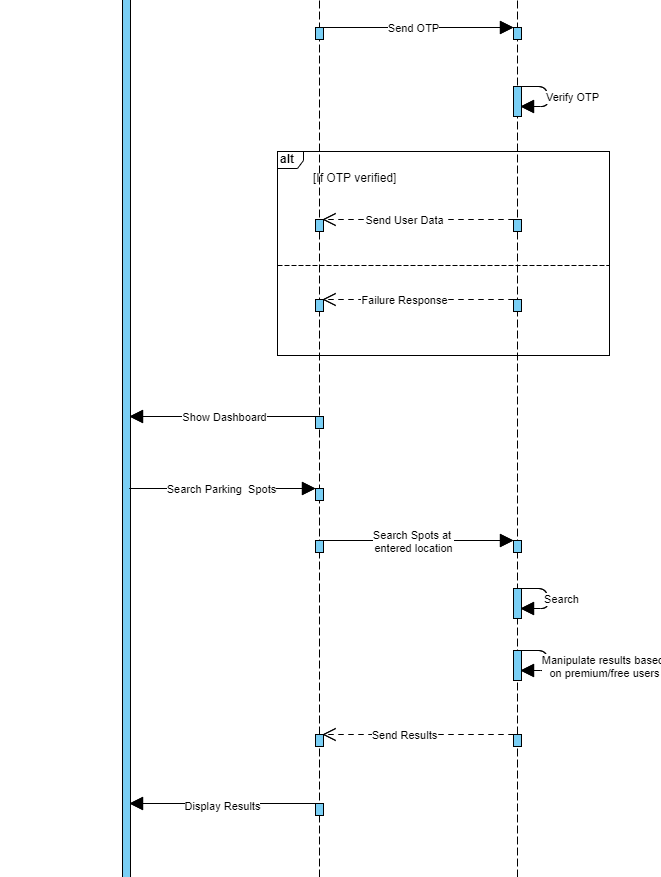 Send OTP
Verify OTP
alt
[If OTP verified]
Send User Data
Failure Response
Show Dashboard
Search Parking  Spots
Search Spots at
entered location
Search
Manipulate results based
on premium/free users
Send Results
Display Results